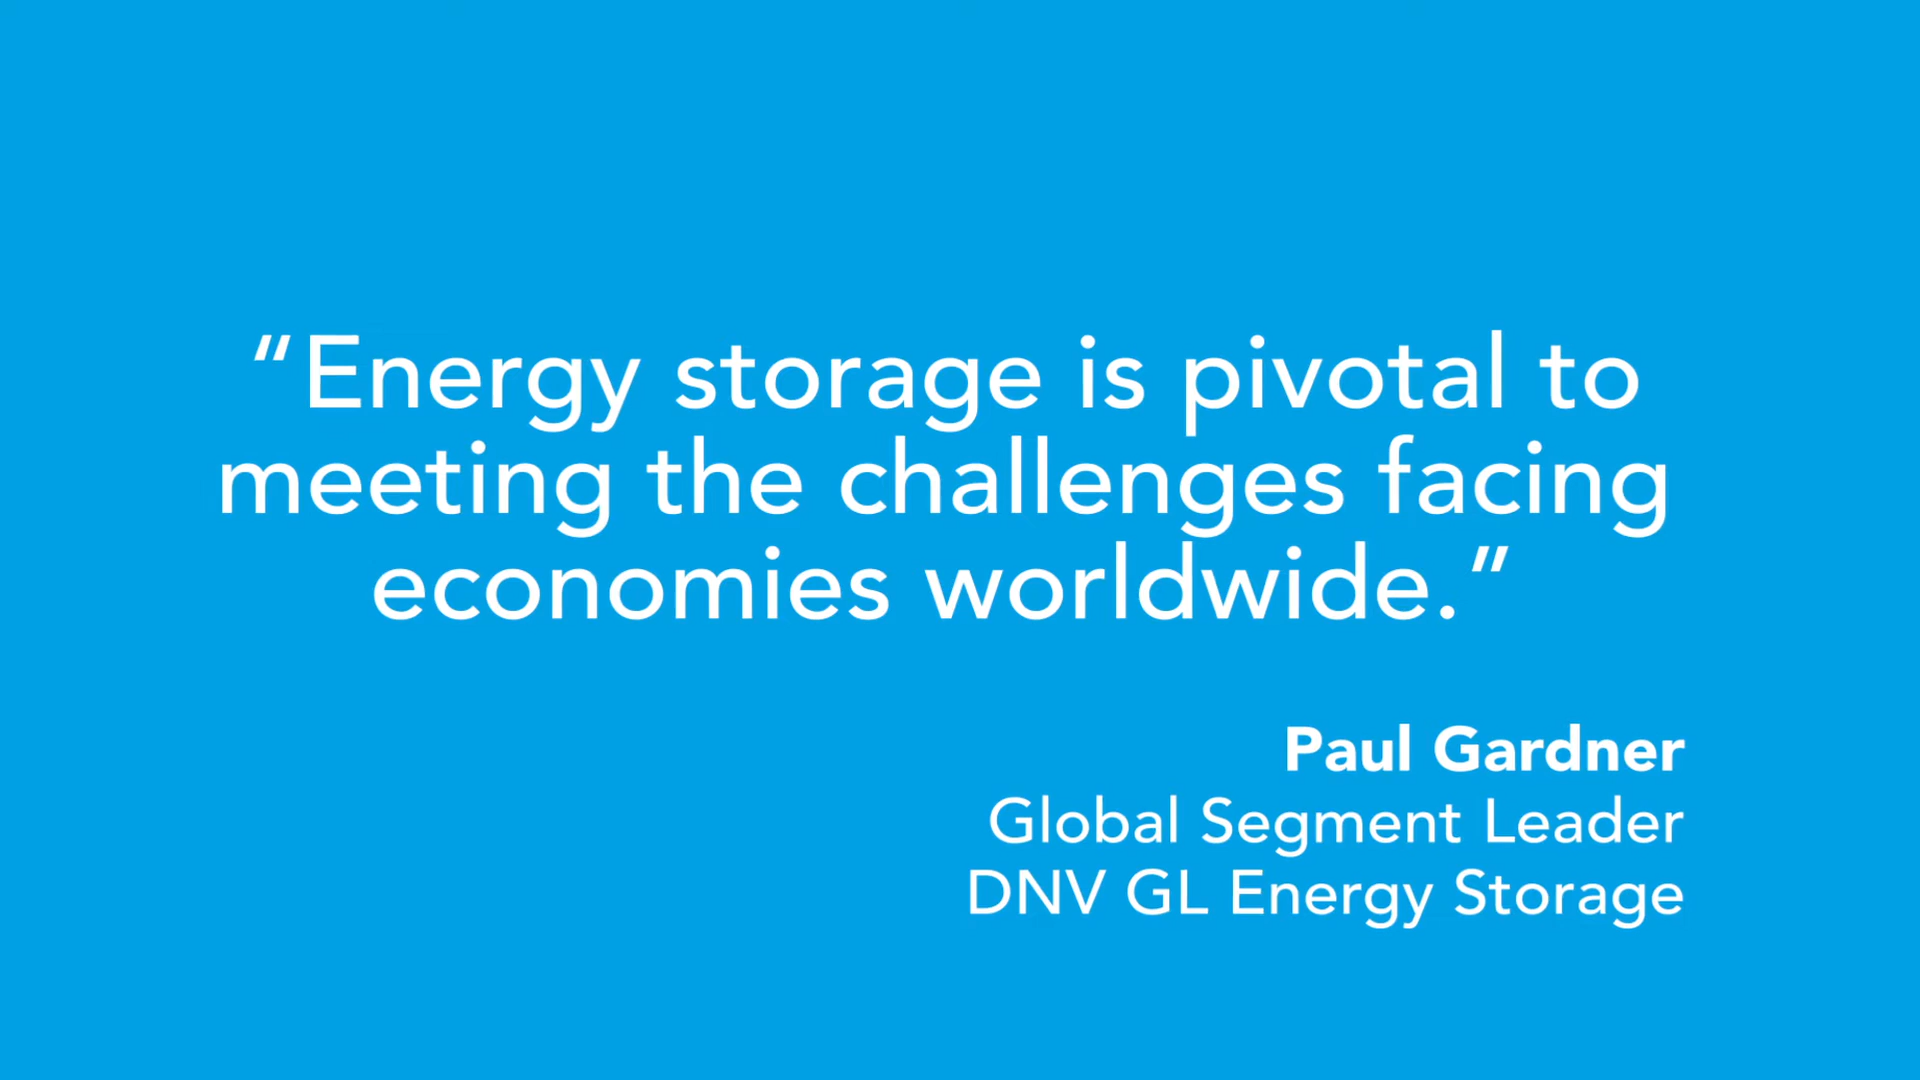 “Energy storage is pivotal to
meeting the challenges facing
economies worldwide.”
Paul Gardner
Global Segment Leader
DNV GL Energy Storage